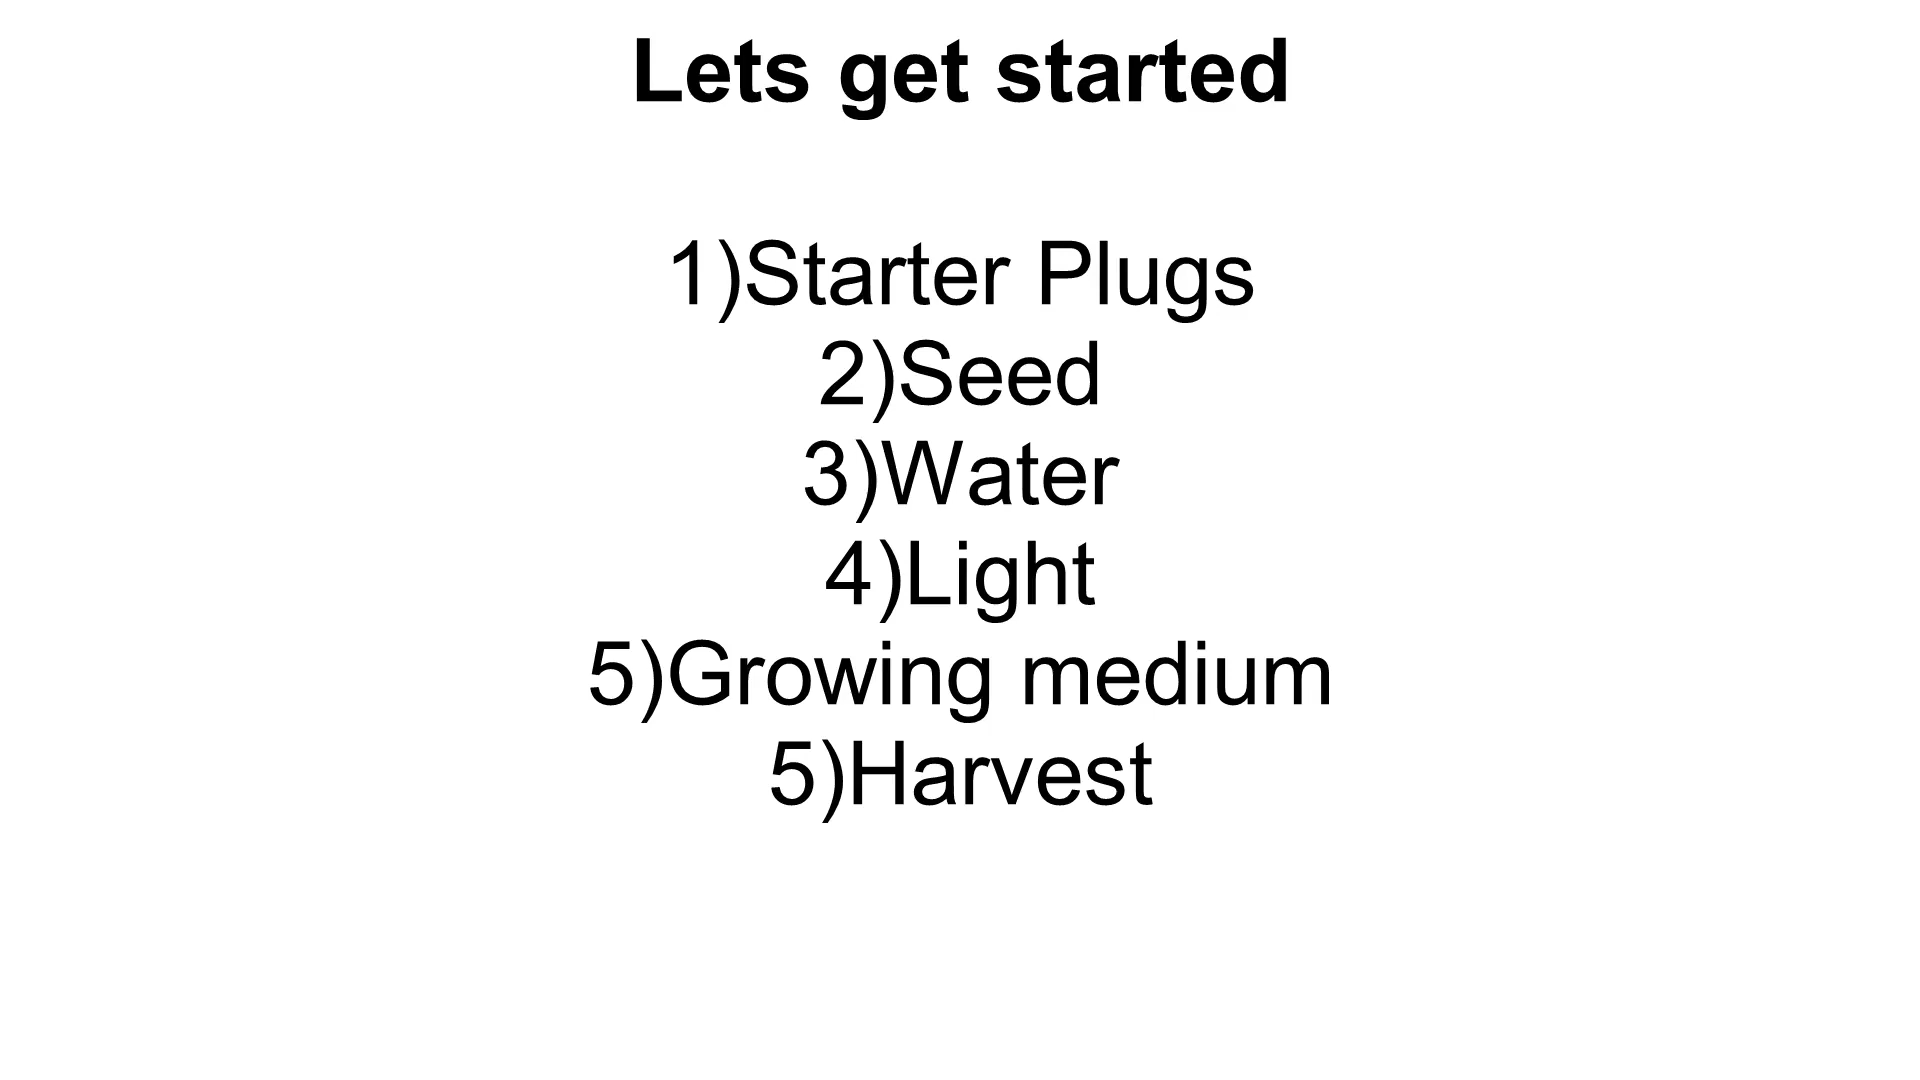 Lets get started
1)Starter Plugs
2)Seed
3)Water
4)Light
5)Growing medium
5)Harvest